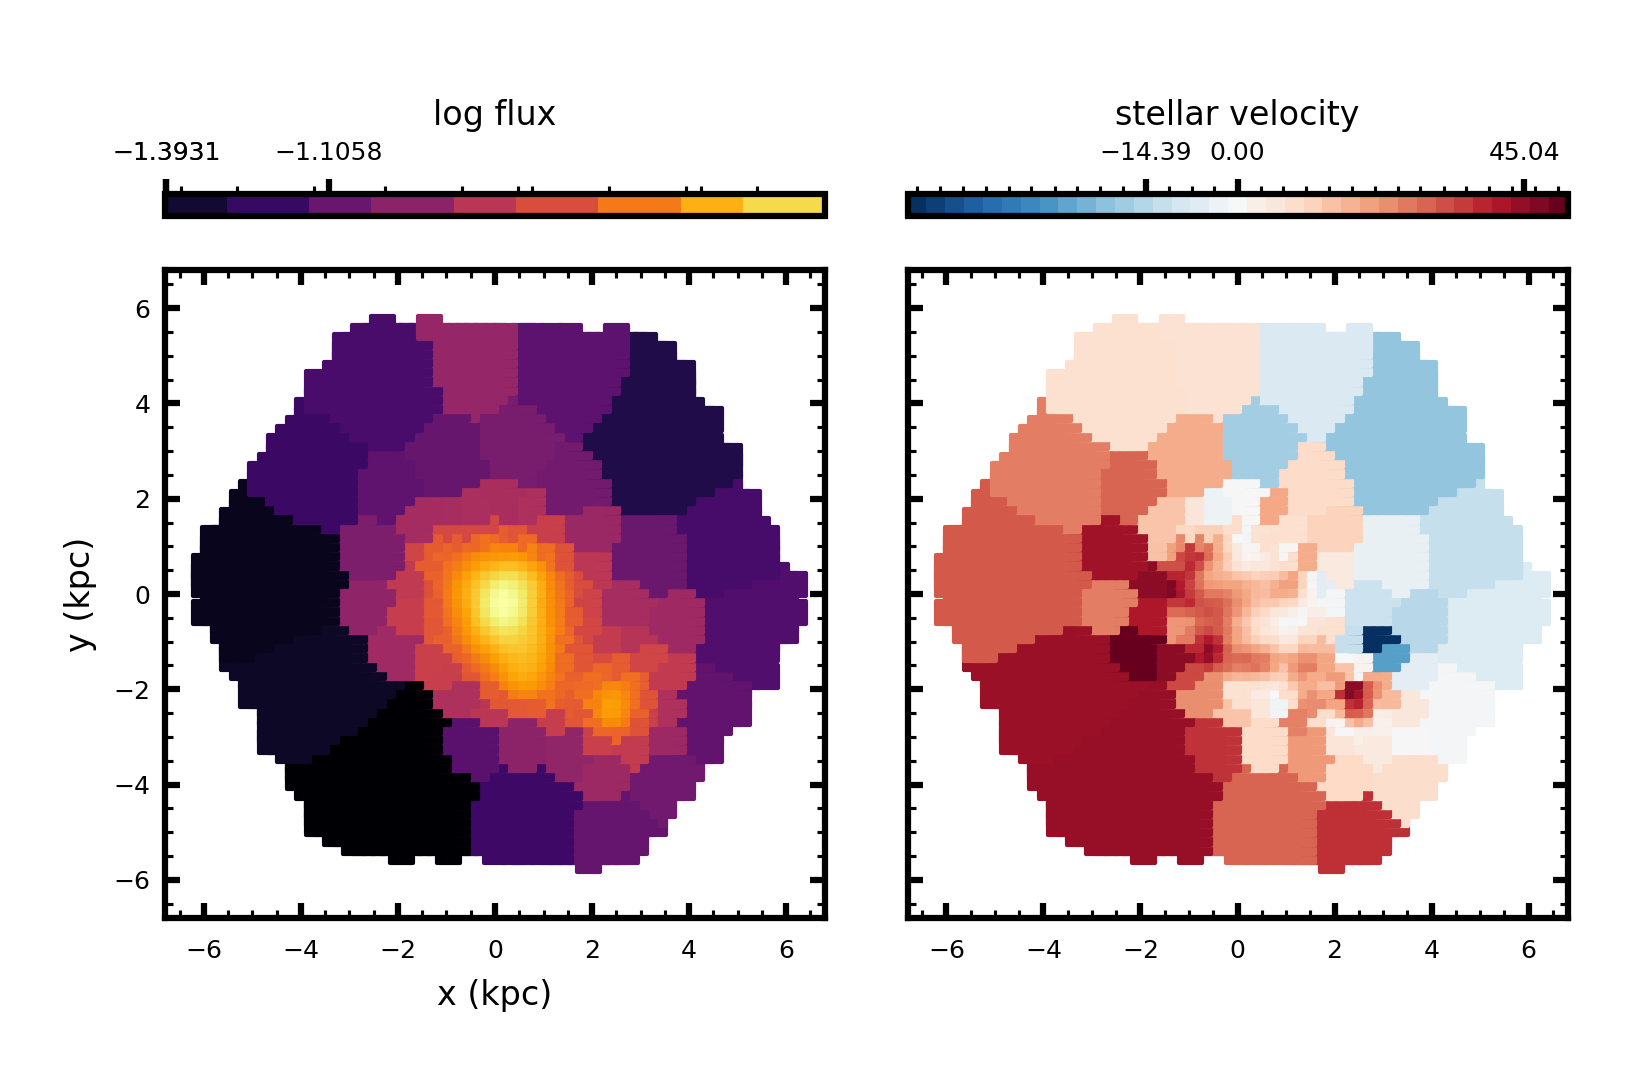 log flux
stellar velocity
−1.3931 −1.1058
−14.39 0.00 45.04
6
4
2
0
−2
−4
−6
y (kpc)
−6 −4 −2 0 2 4 6
−6 −4 −2 0 2 4 6
x (kpc)